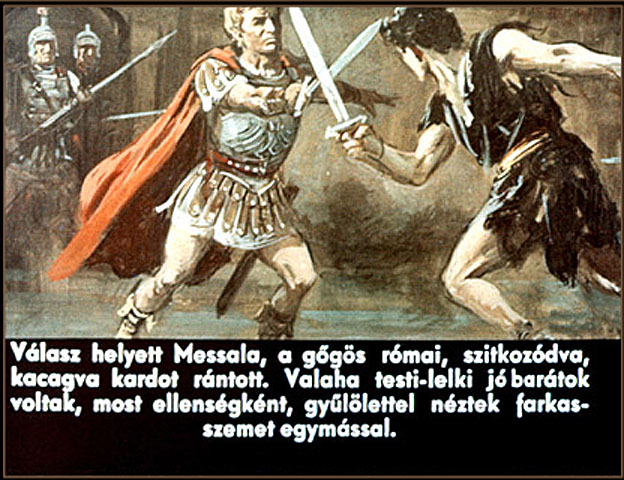 Válasz helyett Messala, a gőgös római, szitkozódva,
kacagva kardot rántott. Valaha testi-lelki jó barátok
voltak, most ellenségként, gyűlölettel néztek farkas-
szemet egymással.